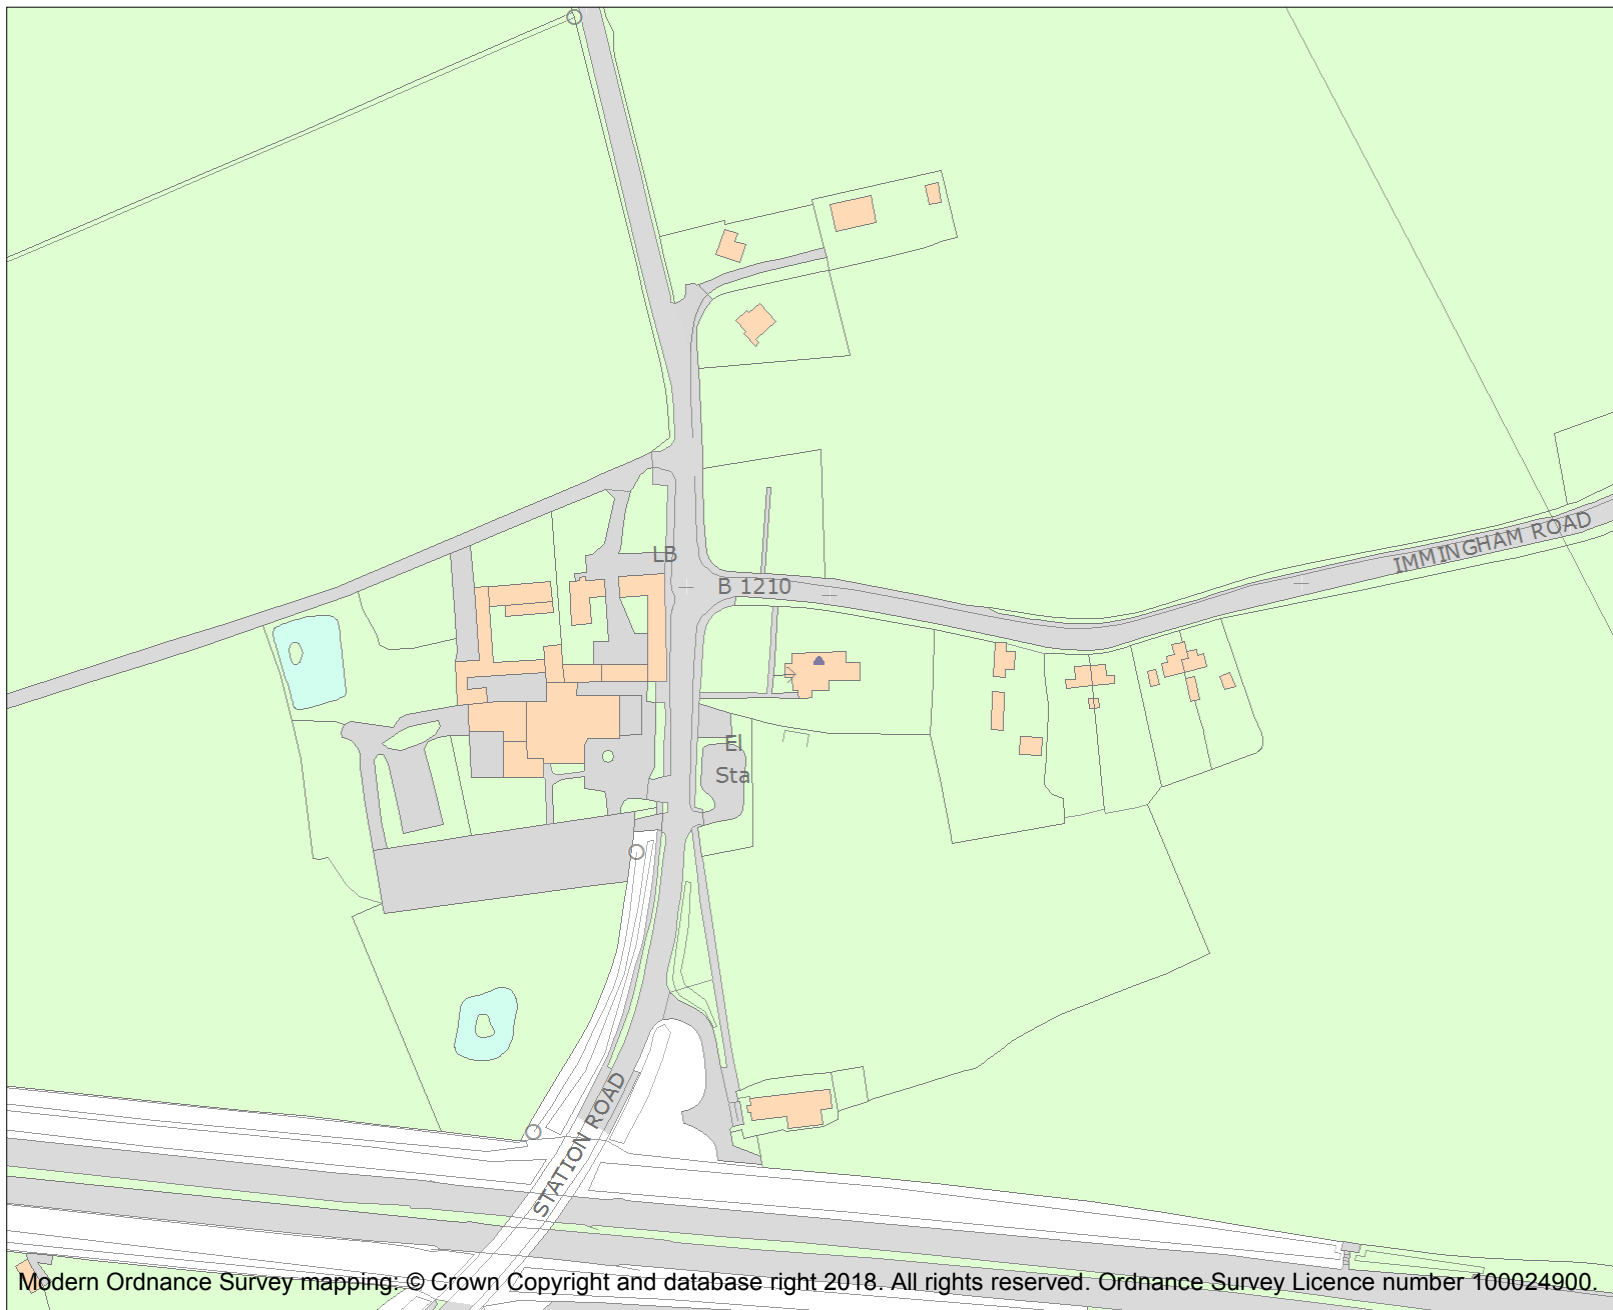 IMMINGHAM ROAD
LB
B 1210
El
Sta
STATION ROAD
Modern Ordnance Survey mapping: © Crown Copyright and database right 2018. All rights reserved. Ordnance Survey Licence number 100024900.